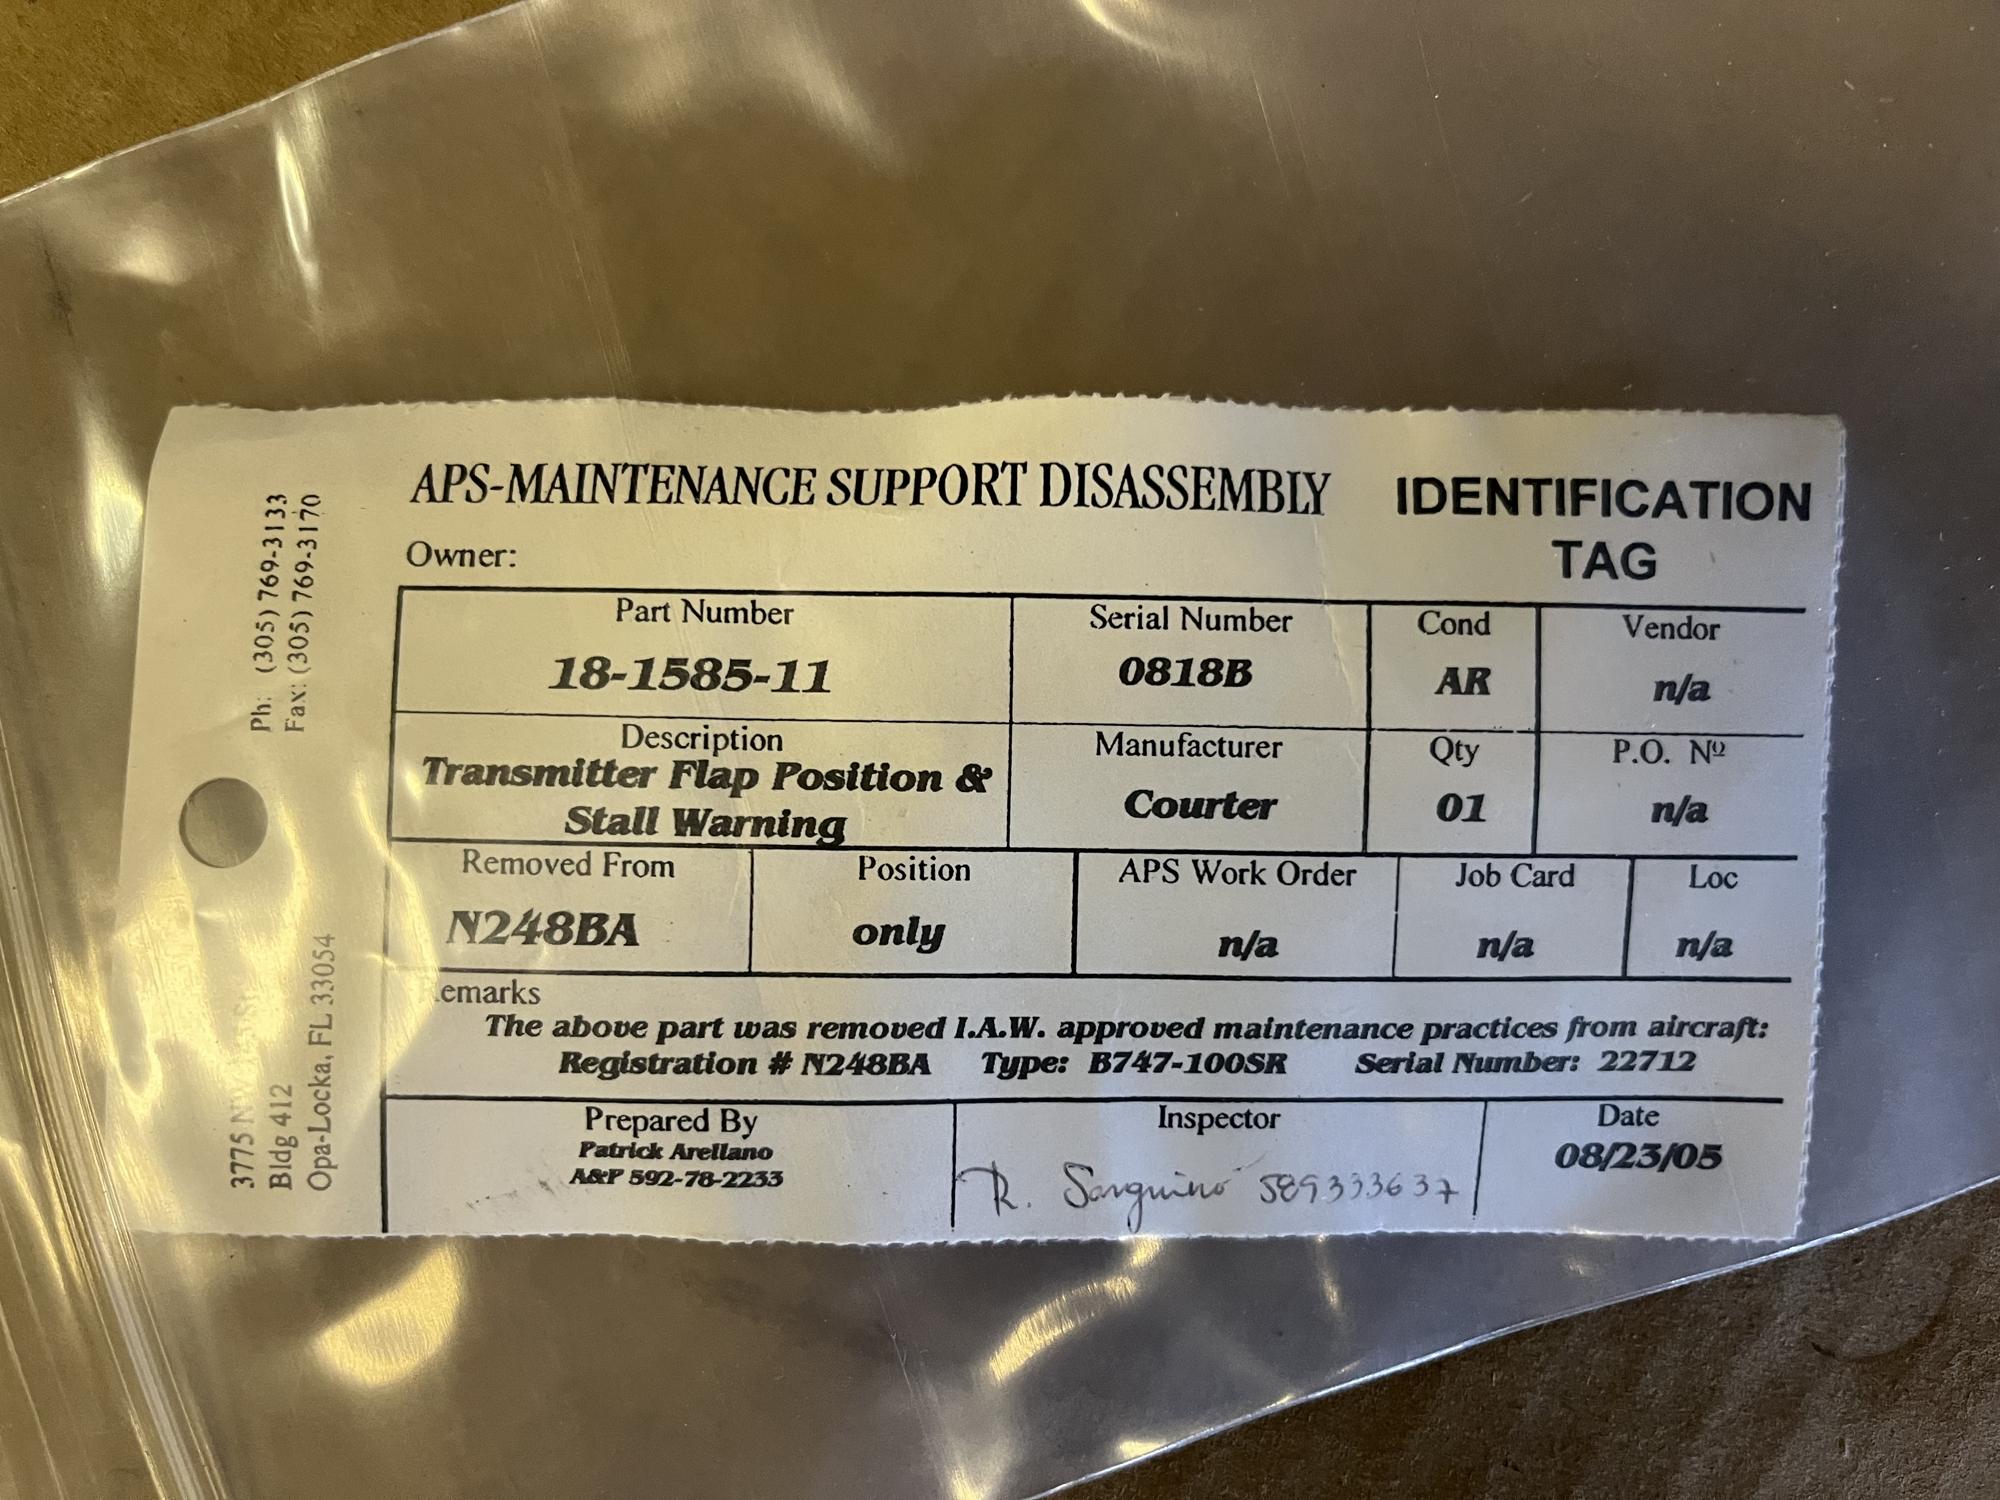 APS-MAINTENANCE SUPPORT DISASSEMBLY
IDENTIFICATION
TAG
Owner:
Part Number
18-1585-11
Serial Number
0818B
Cond
AR
Vendor
n/a
Description
Transmitter Flap Position &
Stall Warning
Manufacturer
Courter
Qty
01
P.O. Nº
n/a
Removed From
N248BA
Position
only
APS Work Order
n/a
Job Card
n/a
Loc
n/a
Remarks
The above part was removed I.A.W. approved maintenance practices from aircraft:
Registration # N248BA Type: B747-100SR Serial Number: 22712
Prepared By
Patrick Arellano
A&P 592-78-2233
Inspector
R. Sanguino 589333637
Date
08/23/05
Ph: (305) 769-3133
Fax: (305) 769-3170
3775
Bldg 412
Opa-Locka, FL 33054